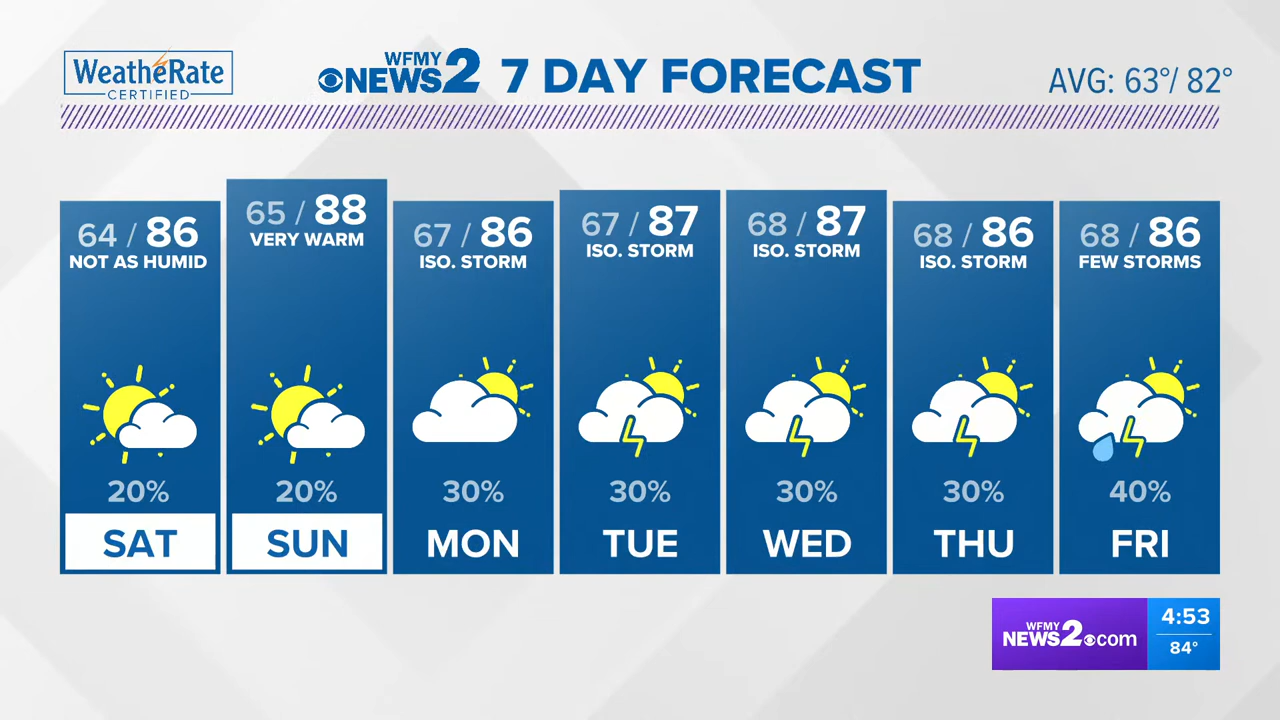 WeatheRate
CERTIFIED
WFMY
NEWS 2
7 DAY FORECAST
AVG: 63°/ 82°
64 / 86
NOT AS HUMID
20%
SAT
65 / 88
VERY WARM
20%
SUN
67 / 86
ISO. STORM
30%
MON
67 / 87
ISO. STORM
30%
TUE
68 / 87
ISO. STORM
30%
WED
68 / 86
ISO. STORM
30%
THU
68 / 86
FEW STORMS
40%
FRI
WFMY
NEWS 2 com
4:53
84°